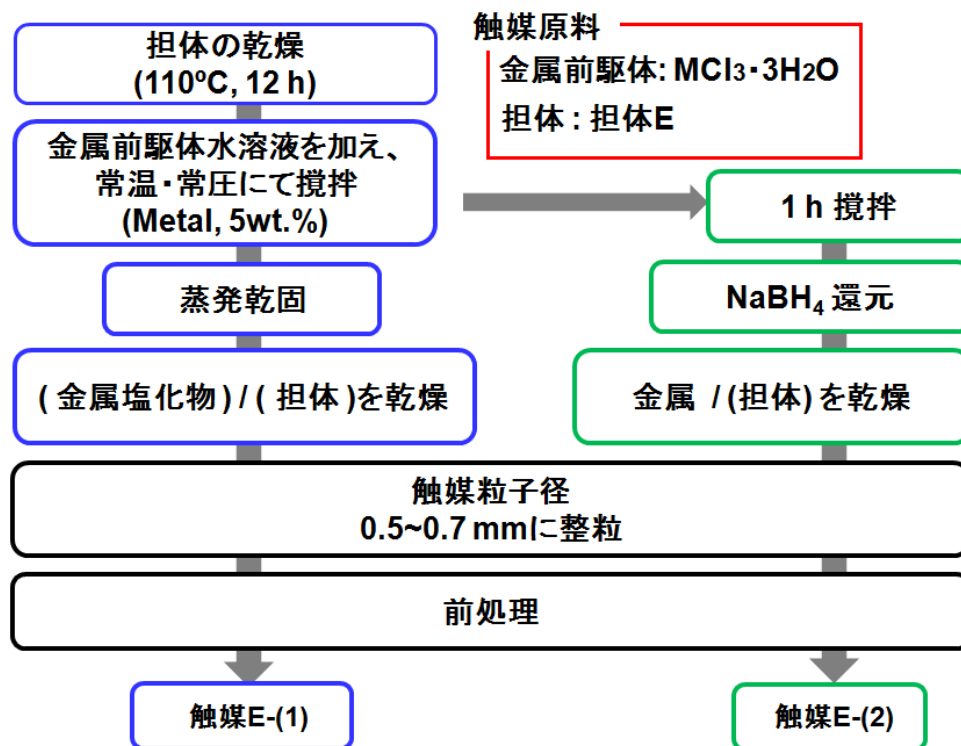 担体の乾燥
(110ºC, 12 h)
触媒原料
金属前駆体: MCl₃・3H₂O
担体 : 担体E
金属前駆体水溶液を加え、
常温・常圧にて撹拌
(Metal, 5wt.%)
1 h 撹拌
蒸発乾固
NaBH₄ 還元
( 金属塩化物 ) / ( 担体 )を乾燥
金属 / (担体) を乾燥
触媒粒子径
0.5~0.7 mmに整粒
前処理
触媒E-(1)
触媒E-(2)